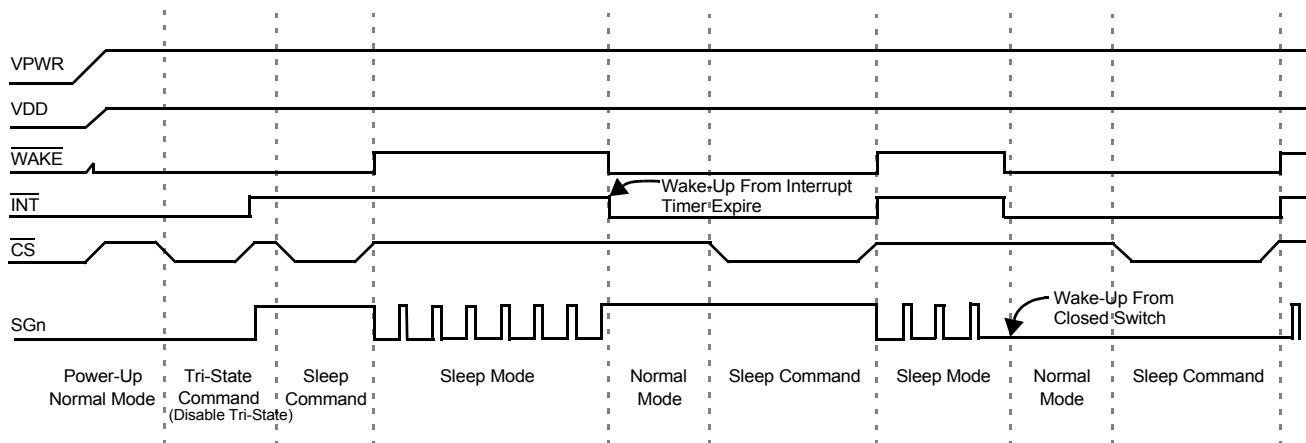 VPWR
VDD
WAKE
Wake-Up From Interrupt
Timer Expire
INT
CS
Wake-Up From
Closed Switch
SGn
Power-Up
Normal Mode
Tri-State
Command
(Disable Tri-State)
Sleep
Command
Sleep Mode
Normal
Mode
Sleep Command
Sleep Mode
Normal
Mode
Sleep Command